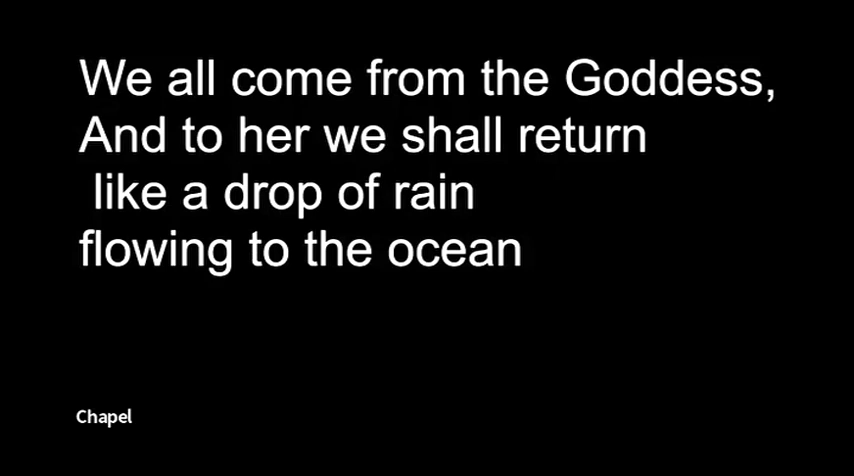 We all come from the Goddess,
And to her we shall return
like a drop of rain
flowing to the ocean
Chapel